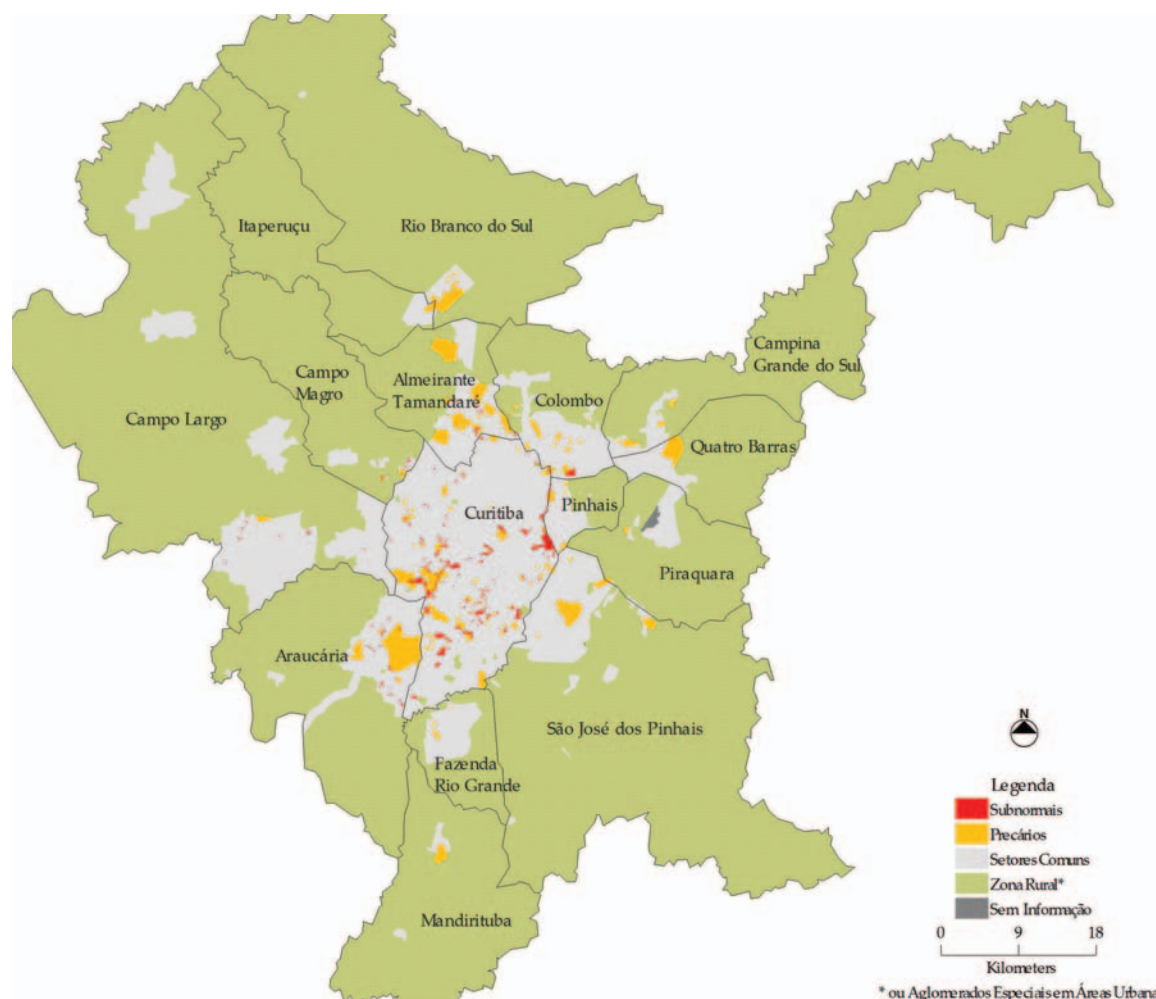 Itaperuçu
Rio Branco do Sul
Campina
Grande do Sul
Campo
Magro
Almeirante
Tamandaré
Colombo
Campo Largo
Quatro Barras
Curitiba
Pinhais
Piraquara
Araucária
São José dos Pinhais
Fazenda
Rio Grande
Mandirituba
N
Legenda
Subnormais
Precários
Setores Comuns
Zona Rural*
Sem Informação
0 9 18
Kilometers
* ou Aglomerados Especiais em Áreas Urbana